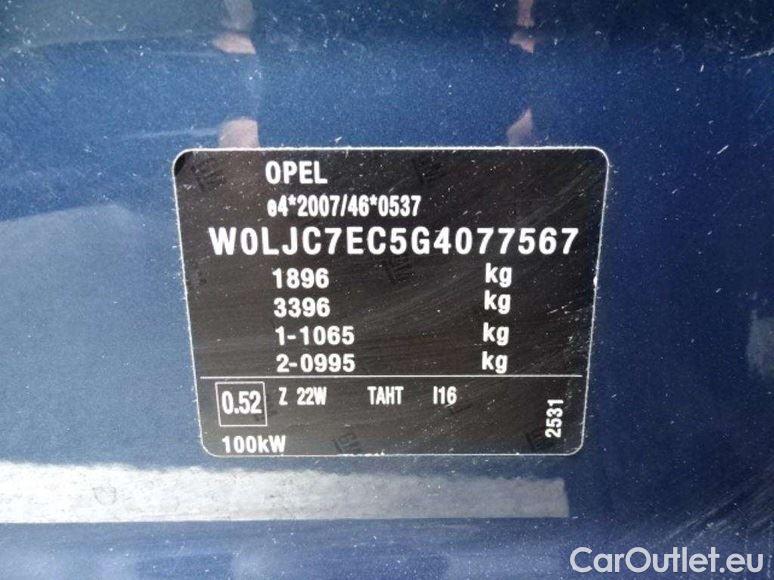 OPEL
e4*2007/46*0537
W0LJC7EC5G4077567
1896 kg
3396 kg
1-1065 kg
2-0995 kg
0.52 Z 22W TAHT I16
2531
100kW
CarOutlet.eu